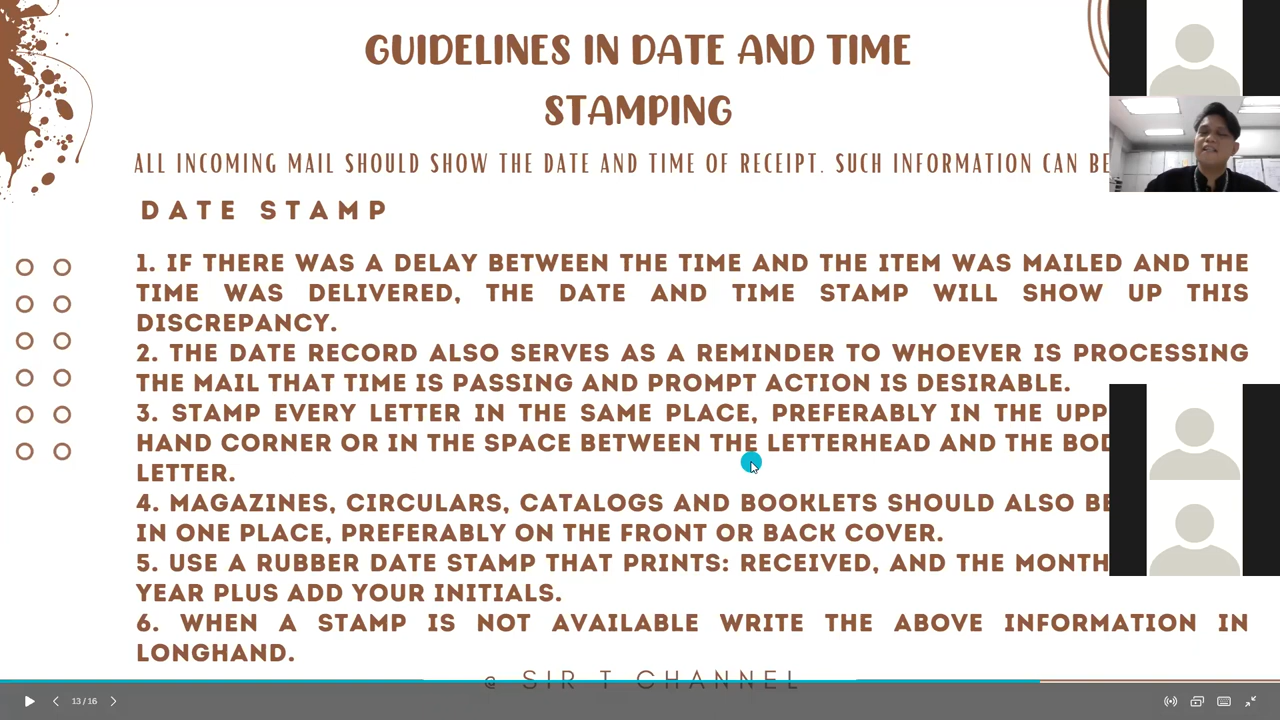 GUIDELINES IN DATE AND TIME
STAMPING
ALL INCOMING MAIL SHOULD SHOW THE DATE AND TIME OF RECEIPT. SUCH INFORMATION CAN BE
DATE STAMP
1. IF THERE WAS A DELAY BETWEEN THE TIME AND THE ITEM WAS MAILED AND THE
TIME WAS DELIVERED, THE DATE AND TIME STAMP WILL SHOW UP THIS
DISCREPANCY.
2. THE DATE RECORD ALSO SERVES AS A REMINDER TO WHOEVER IS PROCESSING
THE MAIL THAT TIME IS PASSING AND PROMPT ACTION IS DESIRABLE.
3. STAMP EVERY LETTER IN THE SAME PLACE, PREFERABLY IN THE
HAND CORNER OR IN THE SPACE BETWEEN THE LETTERHEAD AND THE
LETTER.
4. MAGAZINES, CIRCULARS, CATALOGS AND BOOKLETS SHOULD ALSO BE
IN ONE PLACE, PREFERABLY ON THE FRONT OR BACK COVER.
5. USE A RUBBER DATE STAMP THAT PRINTS: RECEIVED, AND THE MONTH
YEAR PLUS ADD YOUR INITIALS.
6. WHEN A STAMP IS NOT AVAILABLE WRITE THE ABOVE INFORMATION IN
LONGHAND.
@ SIR T CHANNEL
13 / 16